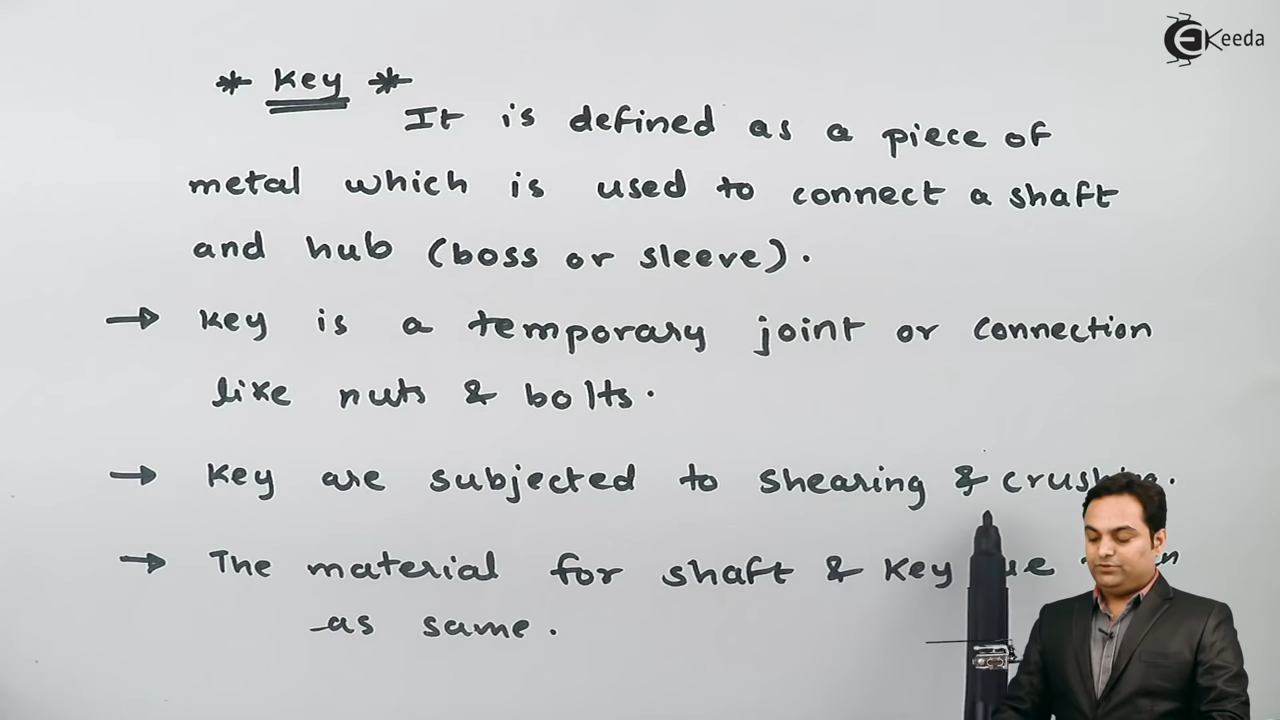 EKeeda
* Key *
It is defined as a piece of
metal which is used to connect a shaft
and hub (boss or sleeve).
→ Key is a temporary joint or connection
like nuts & bolts.
→ Key are subjected to shearing &
→ The material for shaft & Key
as same.